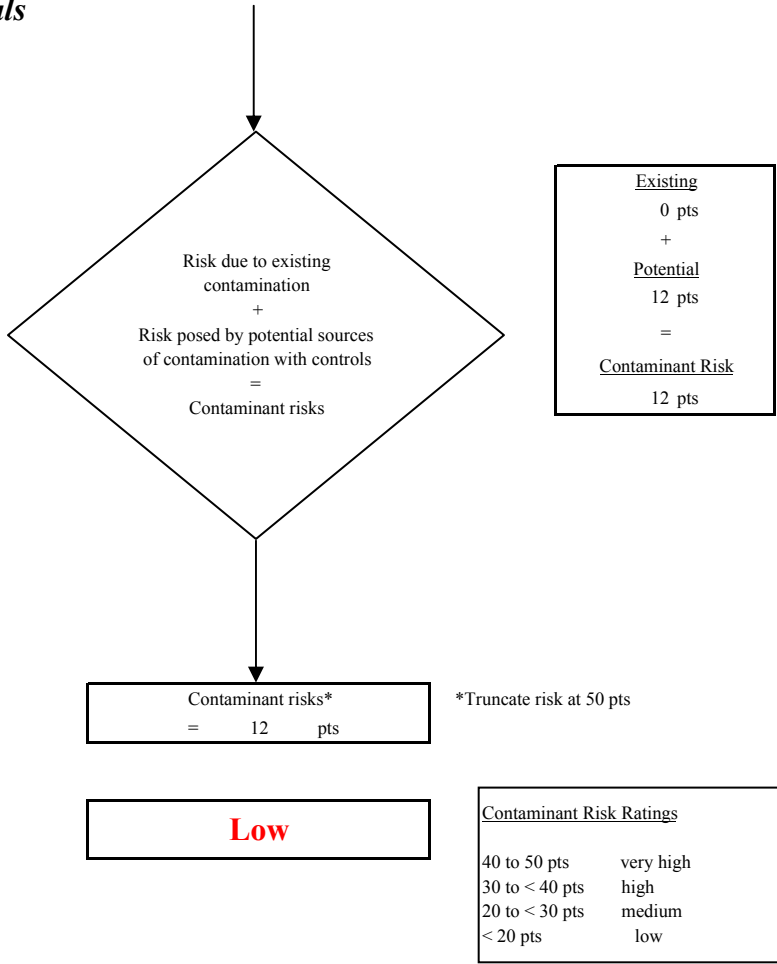 Risk due to existing
contamination
+
Risk posed by potential sources
of contamination with controls
=
Contaminant risks
Existing
0 pts
+
Potential
12 pts
=
Contaminant Risk
12 pts
Contaminant risks*
= 12 pts
*Truncate risk at 50 pts
Low
Contaminant Risk Ratings
40 to 50 pts very high
30 to < 40 pts high
20 to < 30 pts medium
< 20 pts low